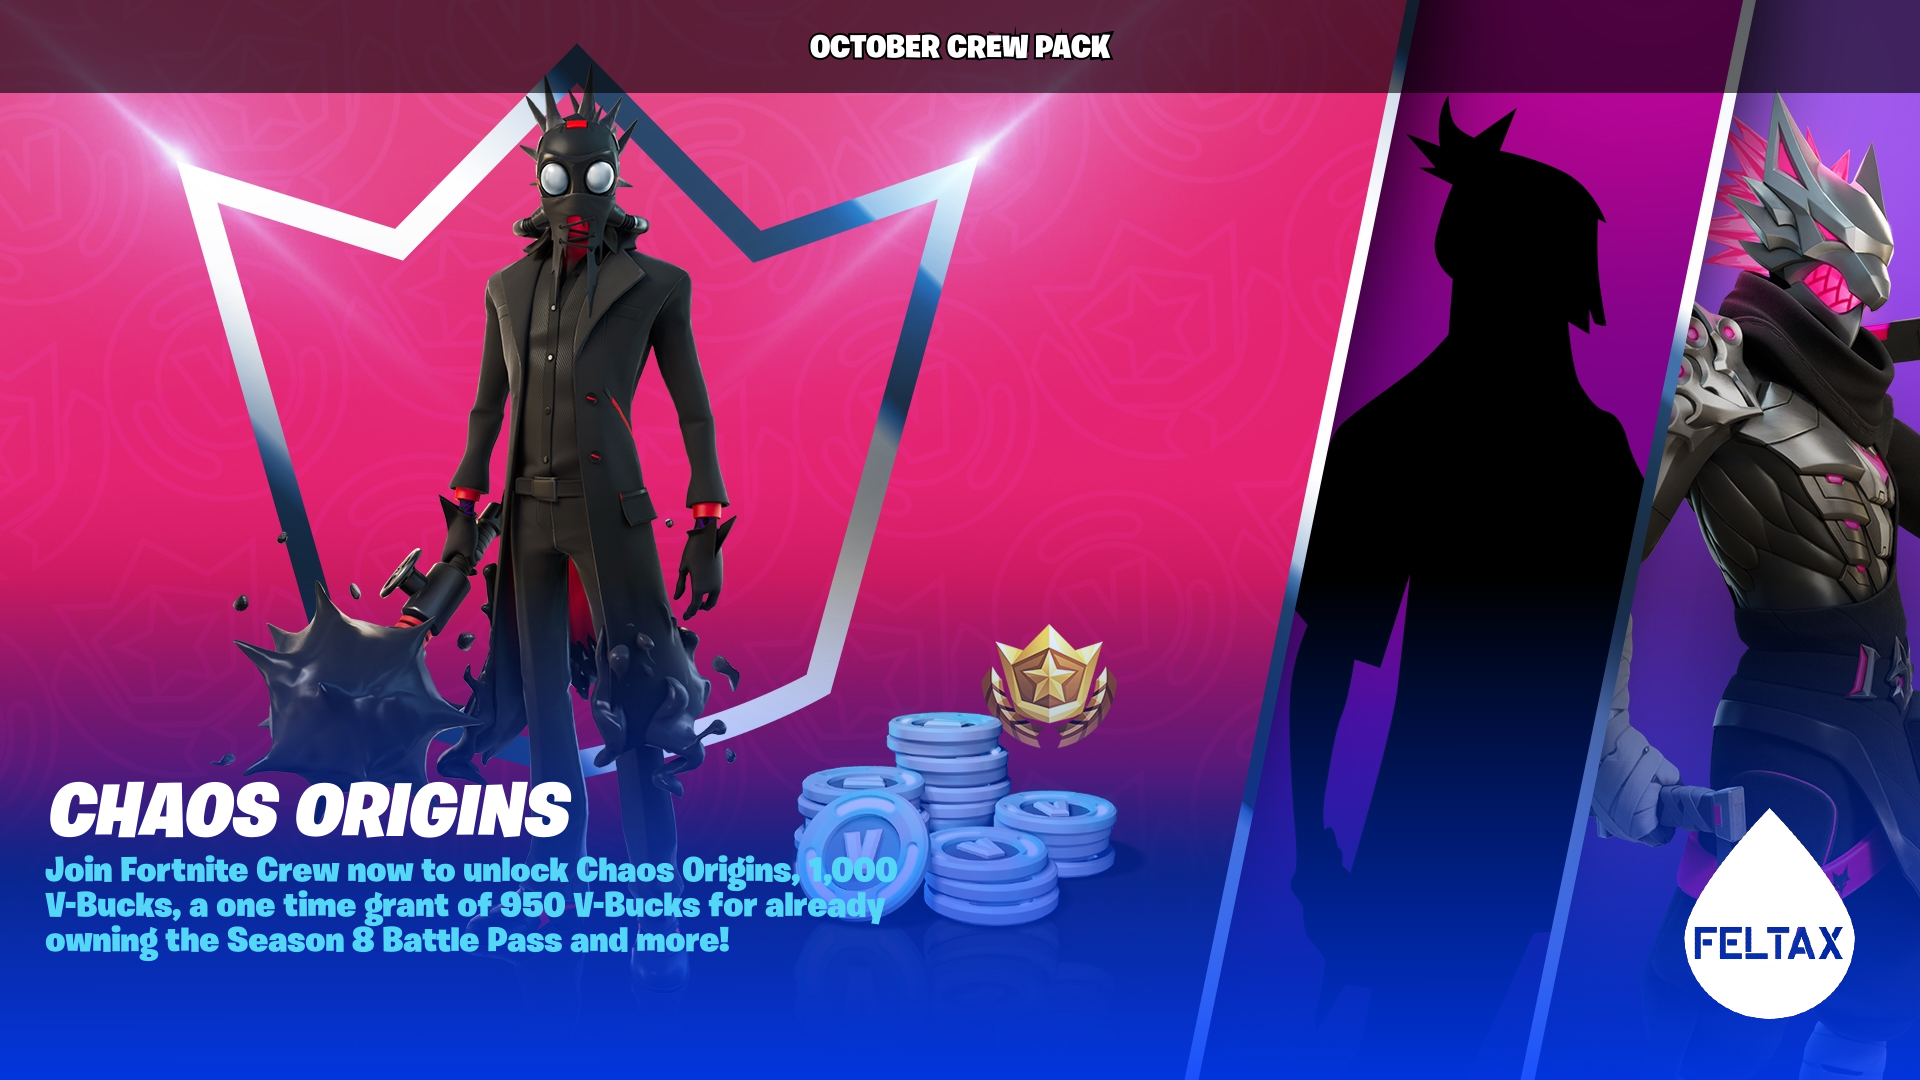 OCTOBER CREW PACK
CHAOS ORIGINS
Join Fortnite Crew now to unlock Chaos Origins, 1,000
V-Bucks, a one time grant of 950 V-Bucks for already
owning the Season 8 Battle Pass and more!
FELTAX